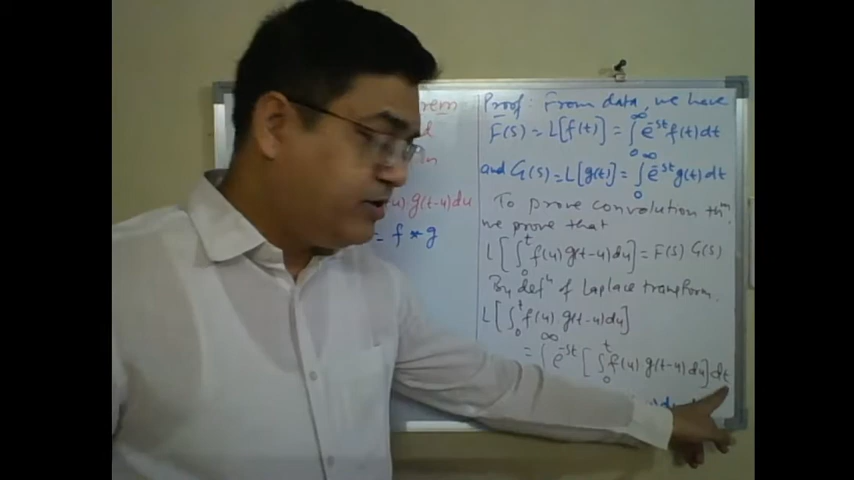 rem
d
n
u) g(t-u)du
= f * g
Proof: From data, we have
F(s) = L[f(t)] = ∫₀^∞ e^-st f(t)dt
and G(s) = L[g(t)] = ∫₀^∞ e^-st g(t)dt
To prove convolution thm,
we prove that
L[∫₀^t f(u) g(t-u)du] = F(s) G(s)
By defⁿ of Laplace transform.
L[∫₀^t f(u) g(t-u)du]
= ∫^∞ e^-st [∫₀^t f(u) g(t-u)du]dt